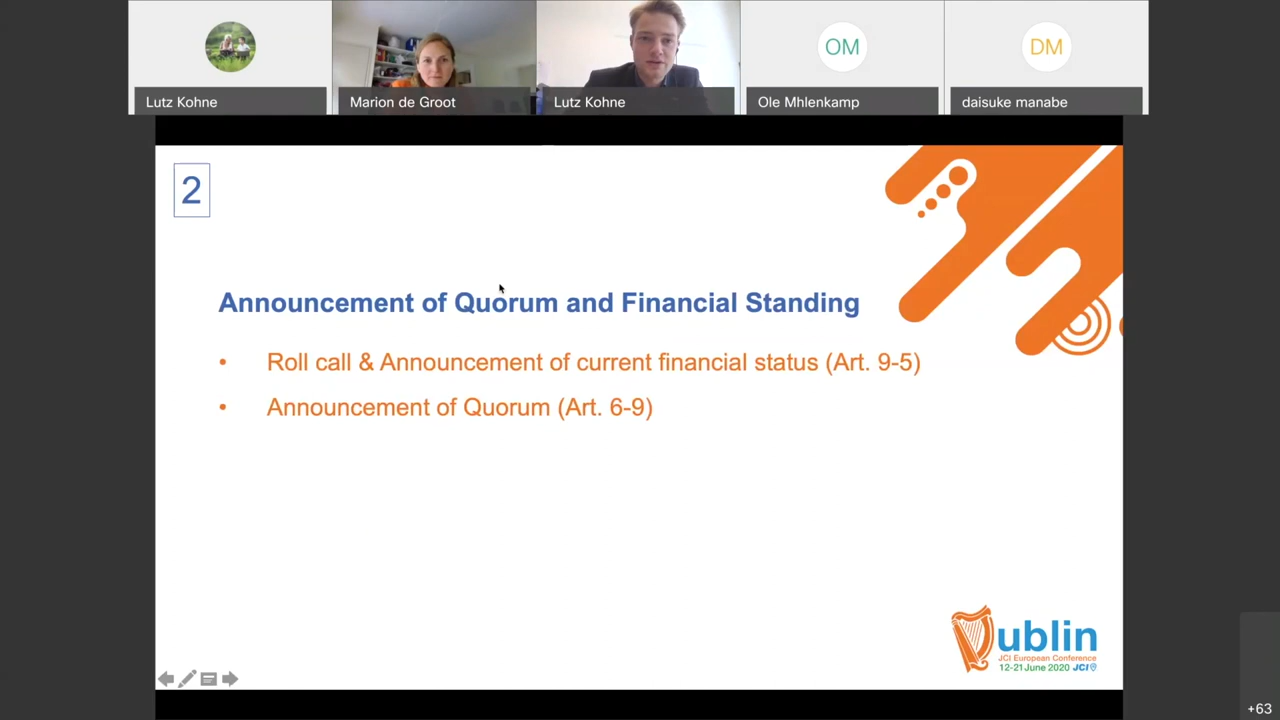 Lutz Kohne
Marion de Groot
Lutz Kohne
OM
Ole Mhlenkamp
DM
daisuke manabe
2
Announcement of Quorum and Financial Standing
• Roll call & Announcement of current financial status (Art. 9-5)
• Announcement of Quorum (Art. 6-9)
Dublin
JCI European Conference
12-21 June 2020 JCI
+63